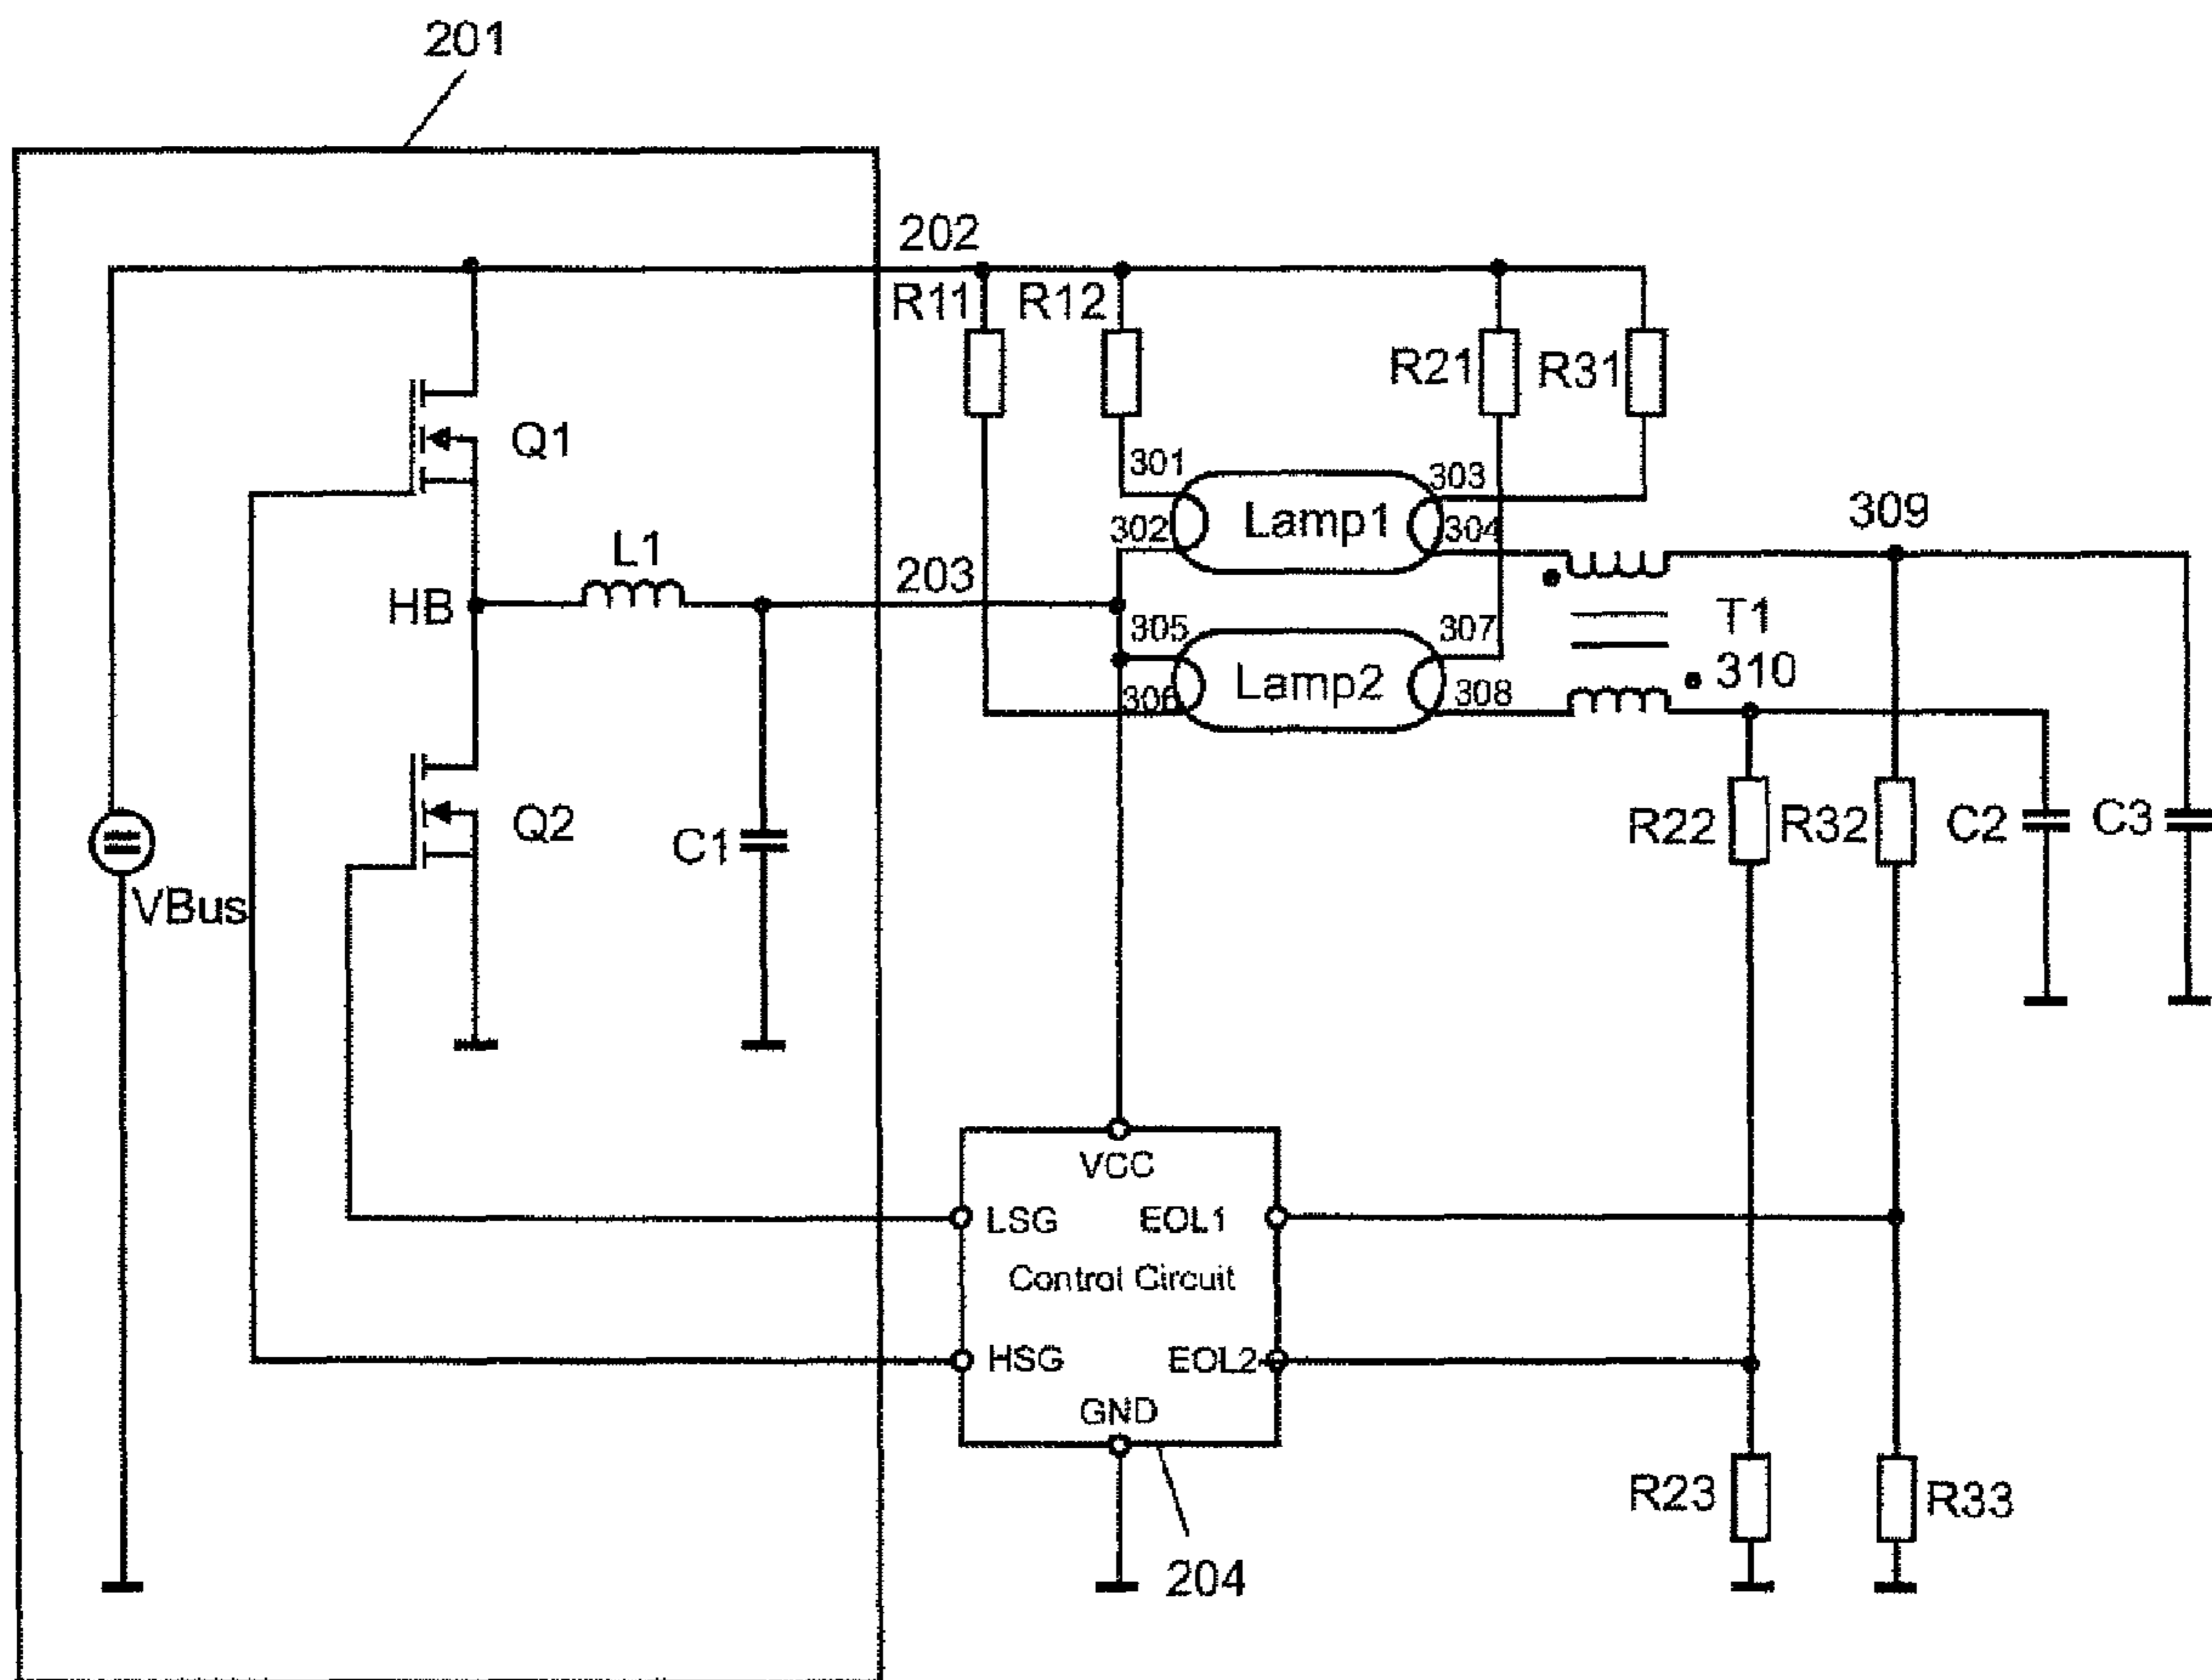 201
202
R11 R12
R21 R31
Q1
301
303
Lamp1
302
304
309
L1
203
HB
T1
305
307
310
Lamp2
306
308
Q2
C1
R22 R32 C2 C3
VBus
VCC
LSG EOL1
Control Circuit
HSG EOL2
GND
R23 R33
204